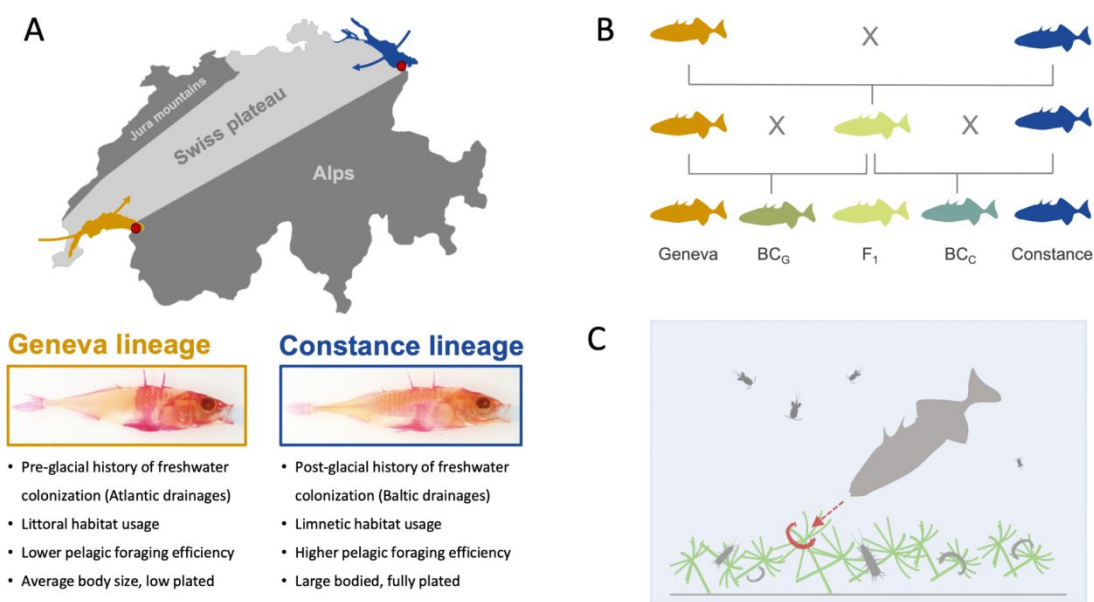 A
Jura mountains
Swiss plateau
Alps
Geneva lineage
• Pre-glacial history of freshwater
colonization (Atlantic drainages)
• Littoral habitat usage
• Lower pelagic foraging efficiency
• Average body size, low plated
Constance lineage
• Post-glacial history of freshwater
colonization (Baltic drainages)
• Limnetic habitat usage
• Higher pelagic foraging efficiency
• Large bodied, fully plated
B
X
X X
Geneva BCG F1 BCC Constance
C